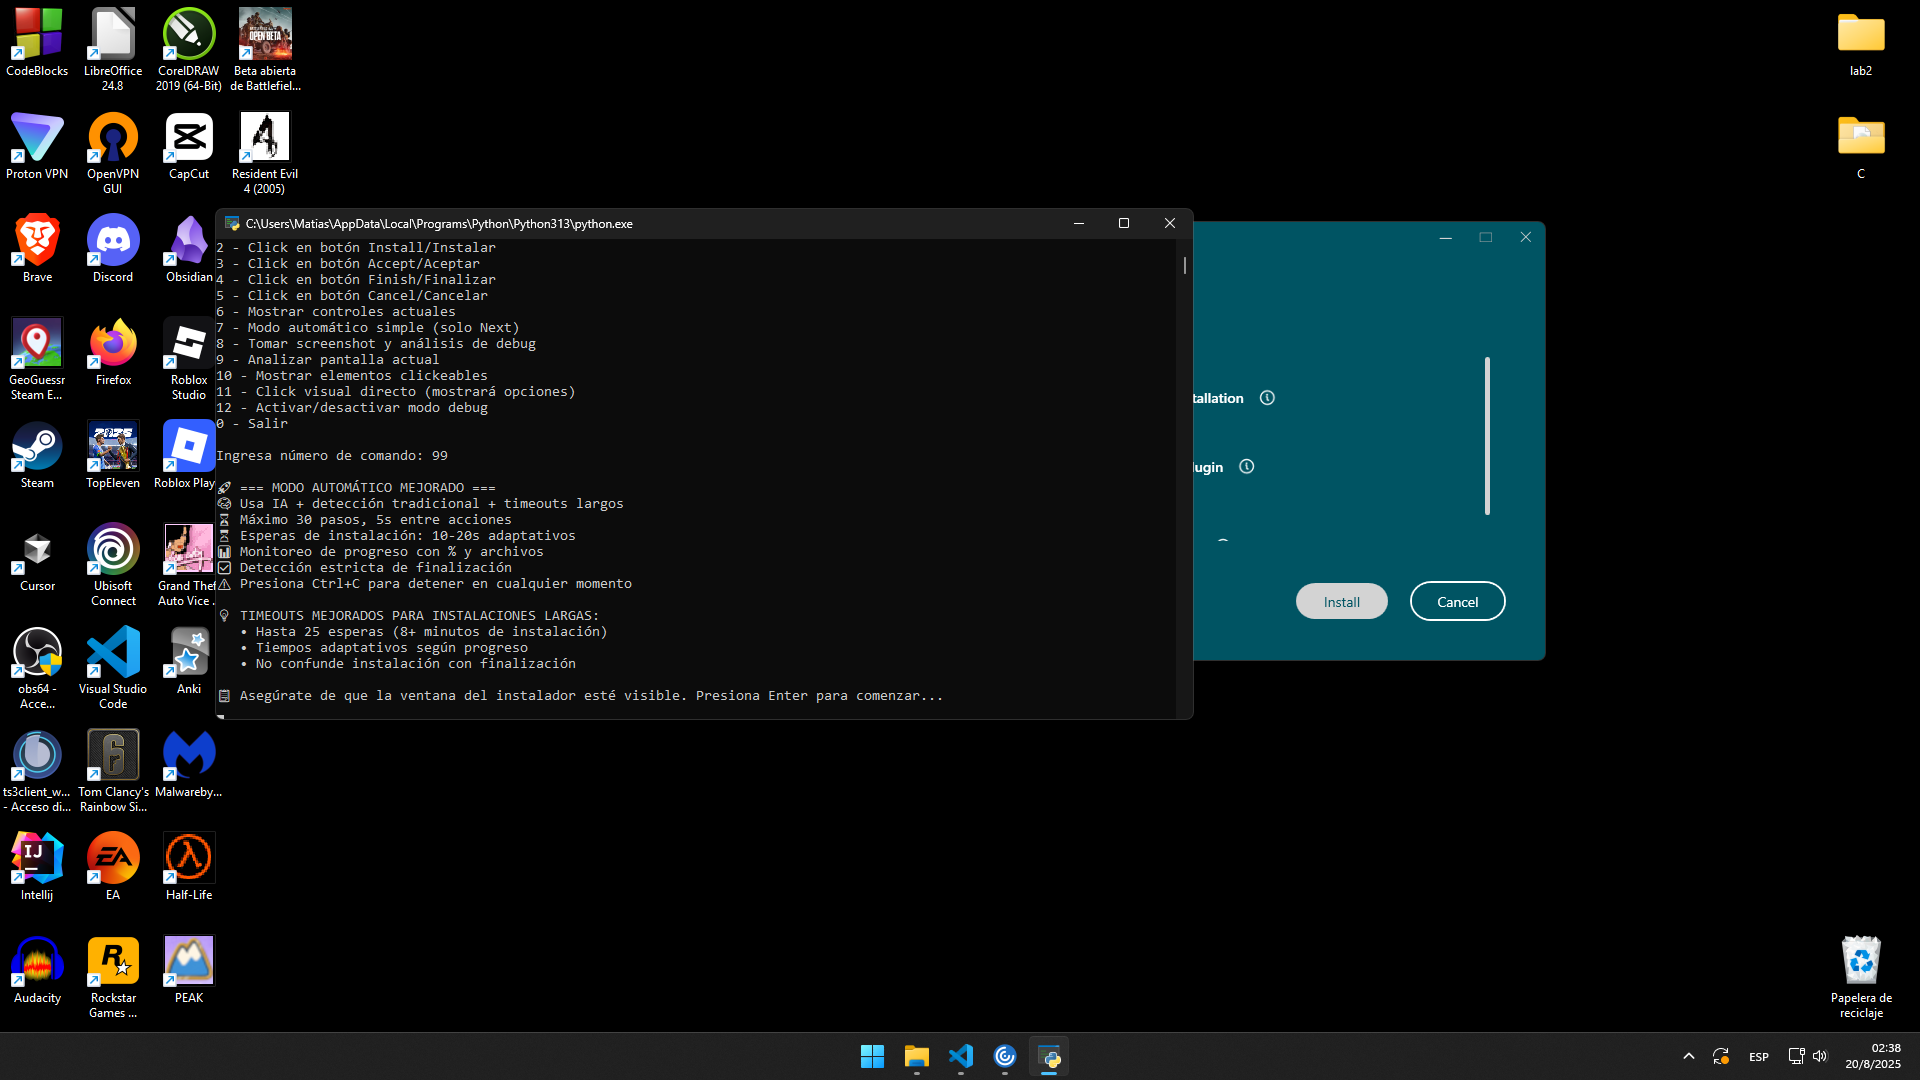 CodeBlocks
LibreOffice
24.8
CorelDRAW
2019 (64-Bit)
OPEN BETA
Beta abierta
de Battlefiel...
lab2
Proton VPN
OpenVPN
GUI
CapCut
Resident Evil
4 (2005)
C
Brave
Discord
Obsidian
GeoGuessr
Steam E...
Firefox
Roblox
Studio
Steam
2025
TopEleven
Roblox Play
Cursor
Ubisoft
Connect
Grand Thef
Auto Vice .
obs64 -
Acce...
Visual Studio
Code
Anki
ts3client_w...
- Acceso di...
Tom Clancy's
Rainbow Si...
Malwareby...
IJ
Intellij
EA
EA
Half-Life
Audacity
Rockstar
Games ...
PEAK
C:\Users\Matias\AppData\Local\Programs\Python\Python313\python.exe
2 - Click en botón Install/Instalar
3 - Click en botón Accept/Aceptar
4 - Click en botón Finish/Finalizar
5 - Click en botón Cancel/Cancelar
6 - Mostrar controles actuales
7 - Modo automático simple (solo Next)
8 - Tomar screenshot y análisis de debug
9 - Analizar pantalla actual
10 - Mostrar elementos clickeables
11 - Click visual directo (mostrará opciones)
12 - Activar/desactivar modo debug
0 - Salir
Ingresa número de comando: 99
=== MODO AUTOMÁTICO MEJORADO ===
Usa IA + detección tradicional + timeouts largos
Máximo 30 pasos, 5s entre acciones
Esperas de instalación: 10-20s adaptativos
Monitoreo de progreso con % y archivos
Detección estricta de finalización
Presiona Ctrl+C para detener en cualquier momento
TIMEOUTS MEJORADOS PARA INSTALACIONES LARGAS:
• Hasta 25 esperas (8+ minutos de instalación)
• Tiempos adaptativos según progreso
• No confunde instalación con finalización
Asegúrate de que la ventana del instalador esté visible. Presiona Enter para comenzar...
tallation
lugin
Install
Cancel
Papelera de
reciclaje
ESP
02:38
20/8/2025